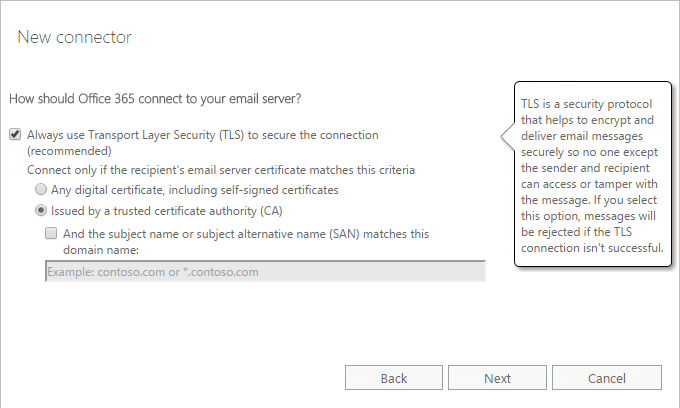 New connector
How should Office 365 connect to your email server?
Always use Transport Layer Security (TLS) to secure the connection
(recommended)
Connect only if the recipient's email server certificate matches this criteria
Any digital certificate, including self-signed certificates
Issued by a trusted certificate authority (CA)
And the subject name or subject alternative name (SAN) matches this
domain name:
Example: contoso.com or *.contoso.com
TLS is a security protocol
that helps to encrypt and
deliver email messages
securely so no one except
the sender and recipient
can access or tamper with
the message. If you select
this option, messages will
be rejected if the TLS
connection isn't successful.
Back
Next
Cancel